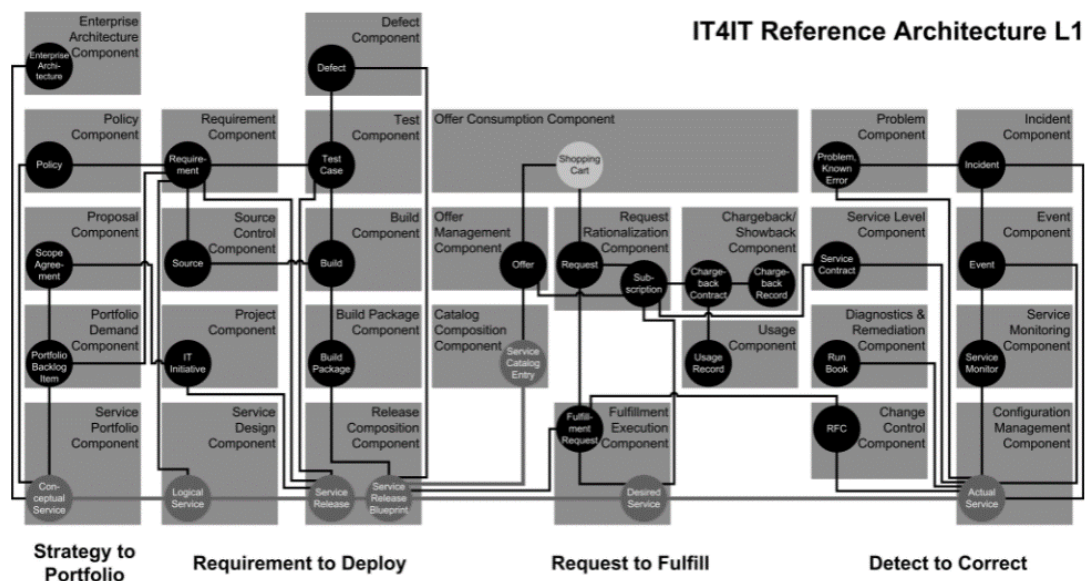 IT4IT Reference Architecture L1
Enterprise
Architecture
Component
Enterprise
Archi-
tecture
Defect
Component
Defect
Policy
Component
Policy
Requirement
Component
Require-
ment
Test
Component
Test
Case
Offer Consumption Component
Shopping
Cart
Problem
Component
Problem,
Known
Error
Incident
Component
Incident
Proposal
Component
Scope
Agree-
ment
Source
Control
Component
Source
Build
Component
Build
Offer
Management
Component
Offer
Request
Rationalization
Component
Request
Sub-
scription
Chargeback/
Showback
Component
Charge-
back
Contract
Charge-
back
Record
Service Level
Component
Service
Contract
Event
Component
Event
Portfolio
Demand
Component
Portfolio
Backlog
Item
Project
Component
IT
Initiative
Build Package
Component
Build
Package
Catalog
Composition
Component
Service
Catalog
Entry
Usage
Component
Usage
Record
Diagnostics &
Remediation
Component
Run
Book
Service
Monitoring
Component
Service
Monitor
Service
Portfolio
Component
Con-
ceptual
Service
Service
Design
Component
Logical
Service
Release
Composition
Component
Service
Release
Service
Release
Blueprint
Fulfillment
Execution
Component
Fulfill-
ment
Request
Desired
Service
Change
Control
Component
RFC
Configuration
Management
Component
Actual
Service
Strategy to
Portfolio
Requirement to Deploy
Request to Fulfill
Detect to Correct